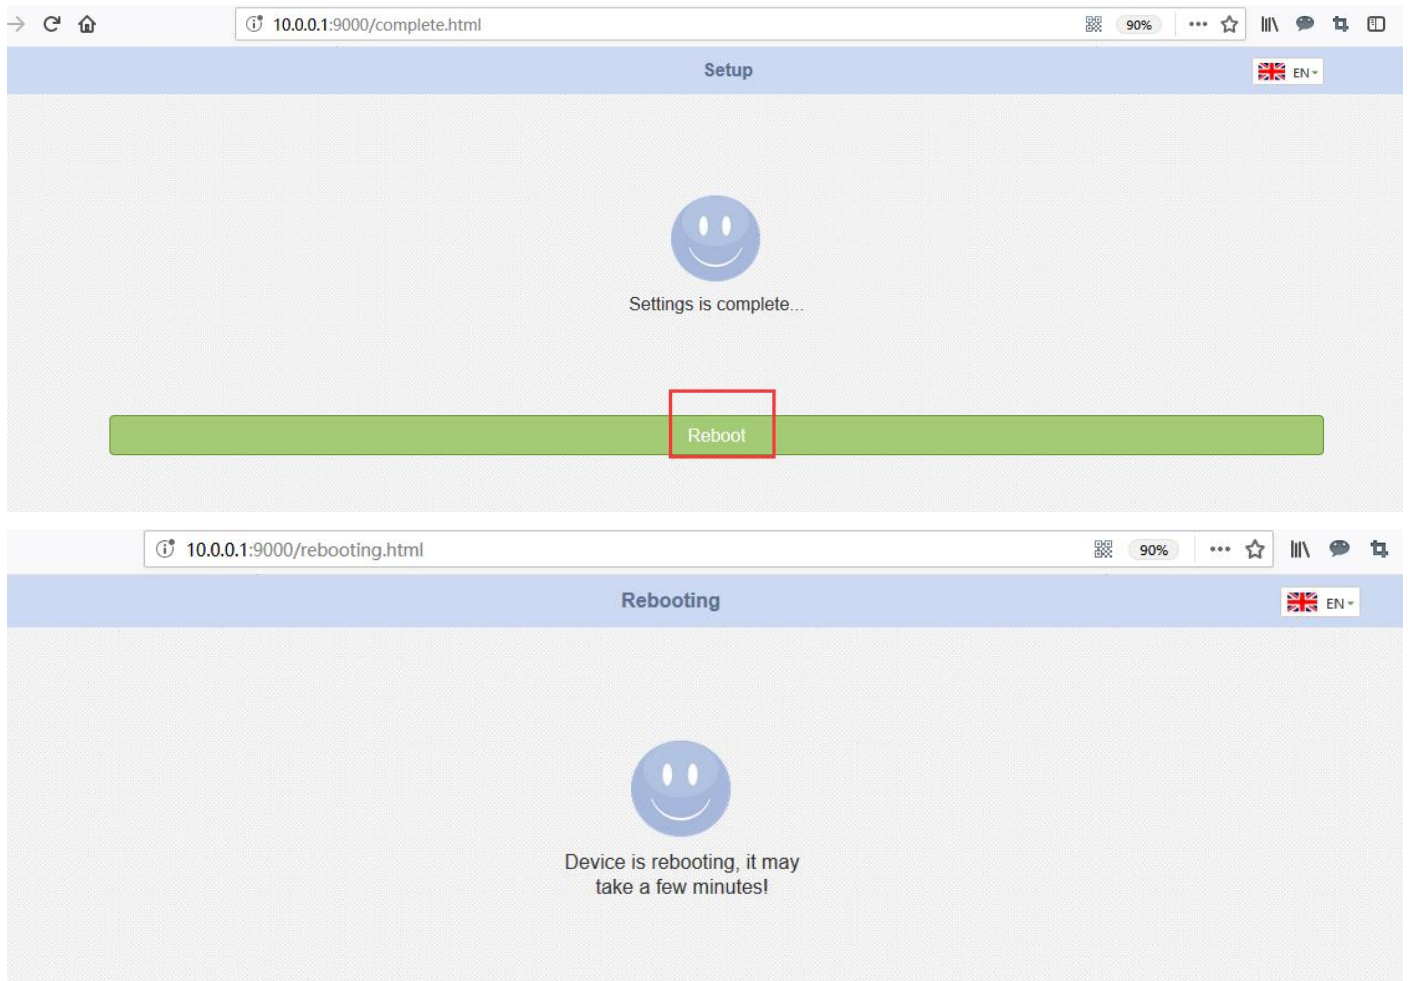 10.0.0.1:9000/complete.html 90%
Setup EN
Settings is complete...
Reboot
10.0.0.1:9000/rebooting.html 90%
Rebooting EN
Device is rebooting, it may
take a few minutes!